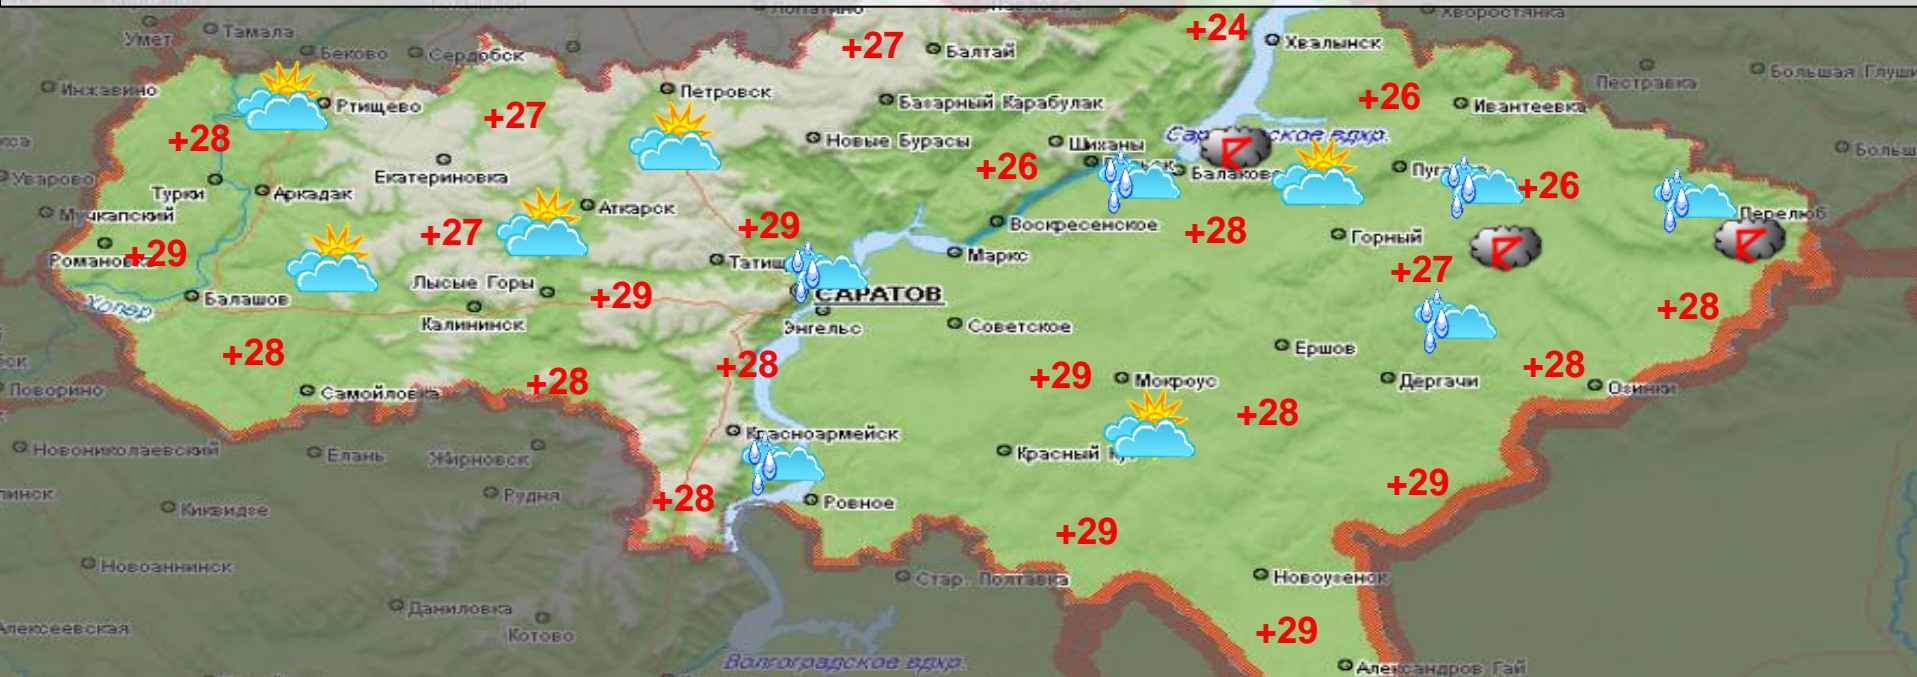 Хворостянка
+24
Умет
Тамала
+27
Балтай
Хвалынск
Беково
Сердобск
Большая Глуши
Пестравка
Инжавино
Ртищево
Петровск
Базарный Карабулак
+26
Ивантеевка
+27
+28
Новые Бурасы
Шиханы
Балаково
+26
Екатериновка
Уварово
Турки
Аркадак
+26
Мучкапский
Аткарск
Перелюб
+27
+29
Воскресенское
+28
Горный
Романовка
+29
Маркс
+27
Лысые Горы
+29
Балашов
САРАТОВ
+28
Хопер
Калининск
Энгельс
Советское
+28
+28
Ершов
+28
+29
Мокроус
Дергачи
+28
Озинки
Поворино
Самойловка
+28
Красноармейск
Новониколаевский
Елань
Жирновск
Красный
+28
Рудня
Ровное
+29
Киквидзе
+29
Новоаннинск
Стар. Полтавка
Новоузенск
Даниловка
Котово
+29
Алексеевская
Волгоградское вдхр.
Александров Гай